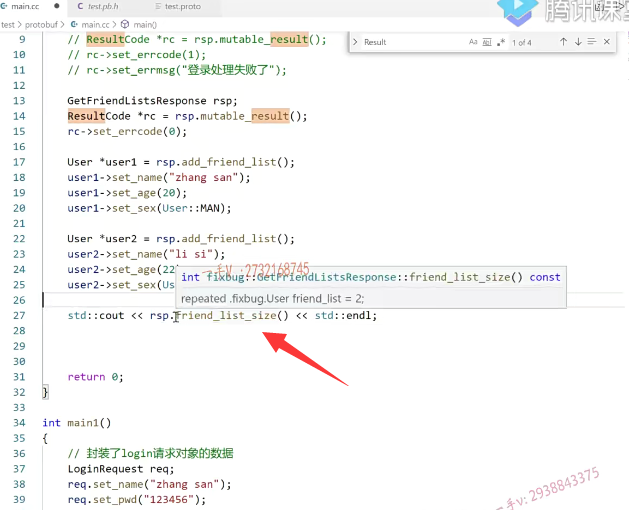 main.cc ● C test.pb.h ≡ test.proto
腾讯课堂
test > protobuf > main.cc > main()
Result Aa ab .* 1 of 4
9 // ResultCode *rc = rsp.mutable_result();
10 // rc->set_errcode(1);
11 // rc->set_errmsg("登录处理失败了");
12
13 GetFriendListsResponse rsp;
14 ResultCode *rc = rsp.mutable_result();
15 rc->set_errcode(0);
16
17 User *user1 = rsp.add_friend_list();
18 user1->set_name("zhang san");
19 user1->set_age(20);
20 user1->set_sex(User::MAN);
21
22 User *user2 = rsp.add_friend_list();
23 user2->set_name("li si");
24 user2->set_age(22
一手V :2732168745
int fixbug::GetFriendListsResponse::friend_list_size() const
25 user2->set_sex(Us
repeated .fixbug.User friend_list = 2;
26
27 std::cout << rsp.friend_list_size() << std::endl;
28
29
30
31 return 0;
32 }
33
34 int main1()
35 {
36 // 封装了login请求对象的数据
37 LoginRequest req;
38 req.set_name("zhang san");
39 req.set_pwd("123456");
一手v: 2938843375